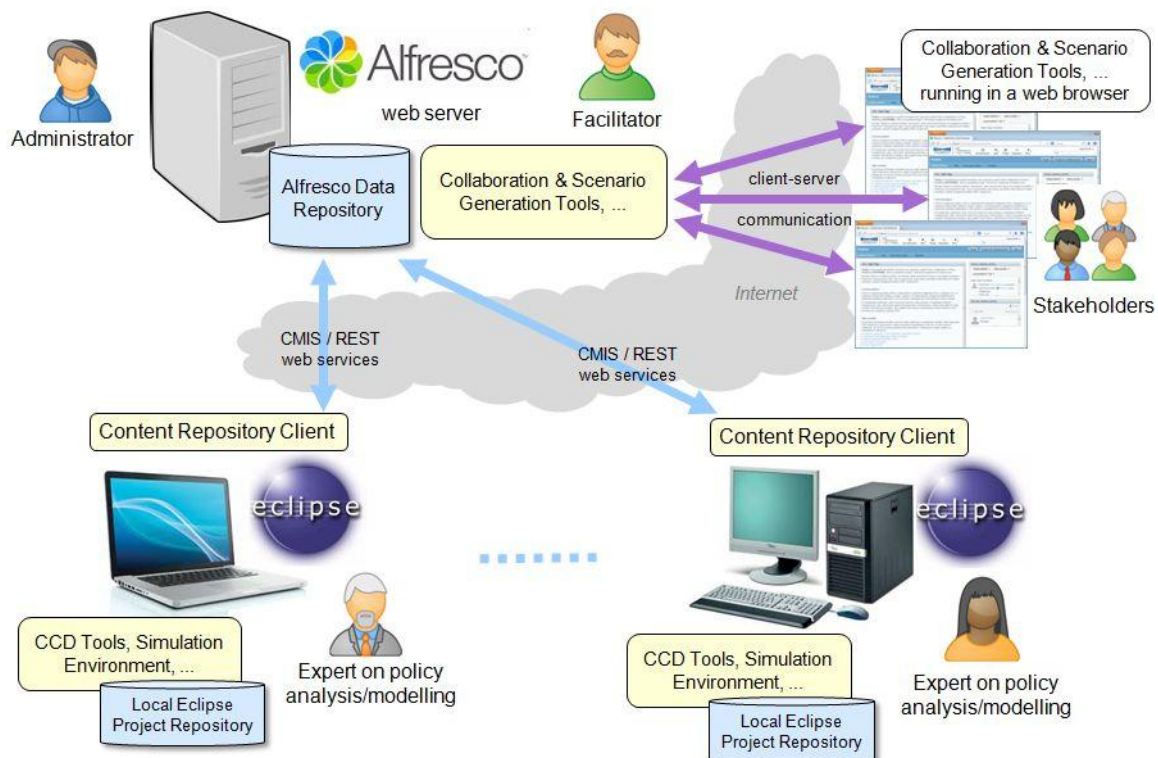 Alfresco
web server
Administrator
Facilitator
Collaboration & Scenario
Generation Tools, ...
running in a web browser
Alfresco Data
Repository
Collaboration & Scenario
Generation Tools, ...
client-server
communication
Internet
Stakeholders
CMIS / REST
web services
CMIS / REST
web services
Content Repository Client
Content Repository Client
eclipse
eclipse
CCD Tools, Simulation
Environment, ...
Local Eclipse
Project Repository
Expert on policy
analysis/modelling
CCD Tools, Simulation
Environment, ...
Local Eclipse
Project Repository
Expert on policy
analysis/modelling